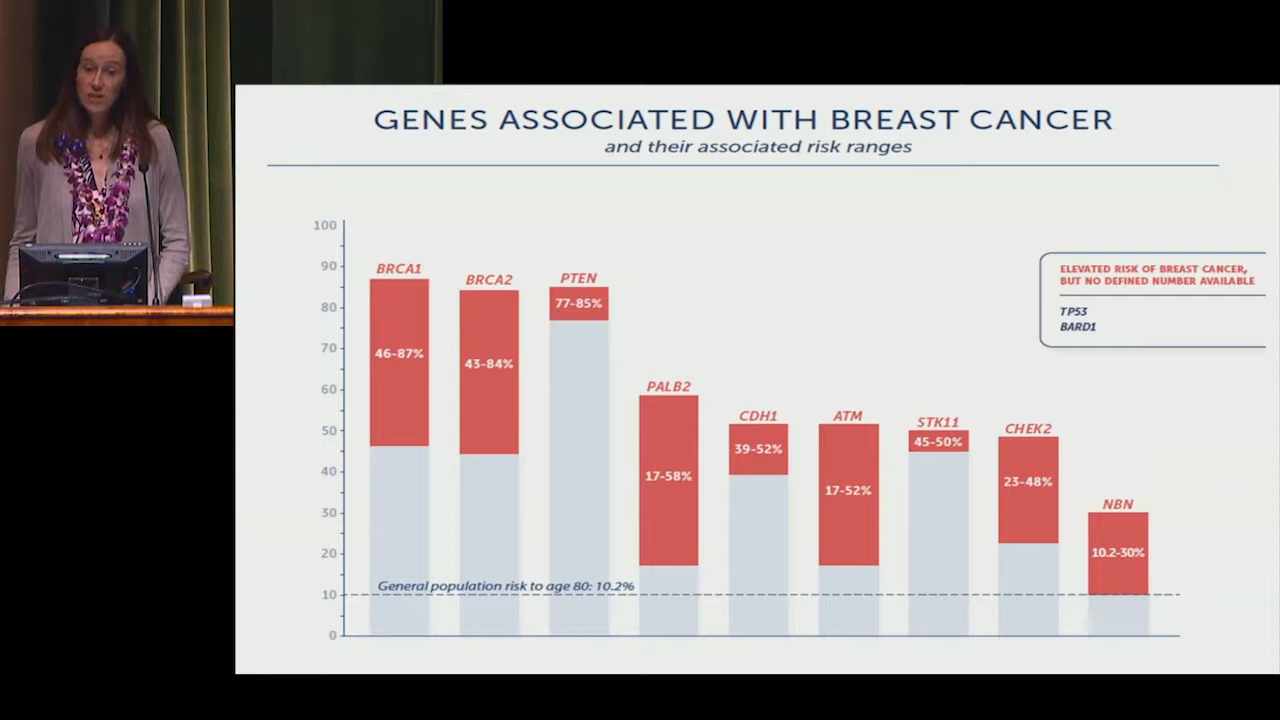 GENES ASSOCIATED WITH BREAST CANCER
and their associated risk ranges
100
90
80
70
60
50
40
30
20
10
0
BRCA1
46-87%
BRCA2
43-84%
PTEN
77-85%
PALB2
17-58%
CDH1
39-52%
ATM
17-52%
STK11
45-50%
CHEK2
23-48%
NBN
10.2-30%
General population risk to age 80: 10.2%
ELEVATED RISK OF BREAST CANCER,
BUT NO DEFINED NUMBER AVAILABLE
TP53
BARD1